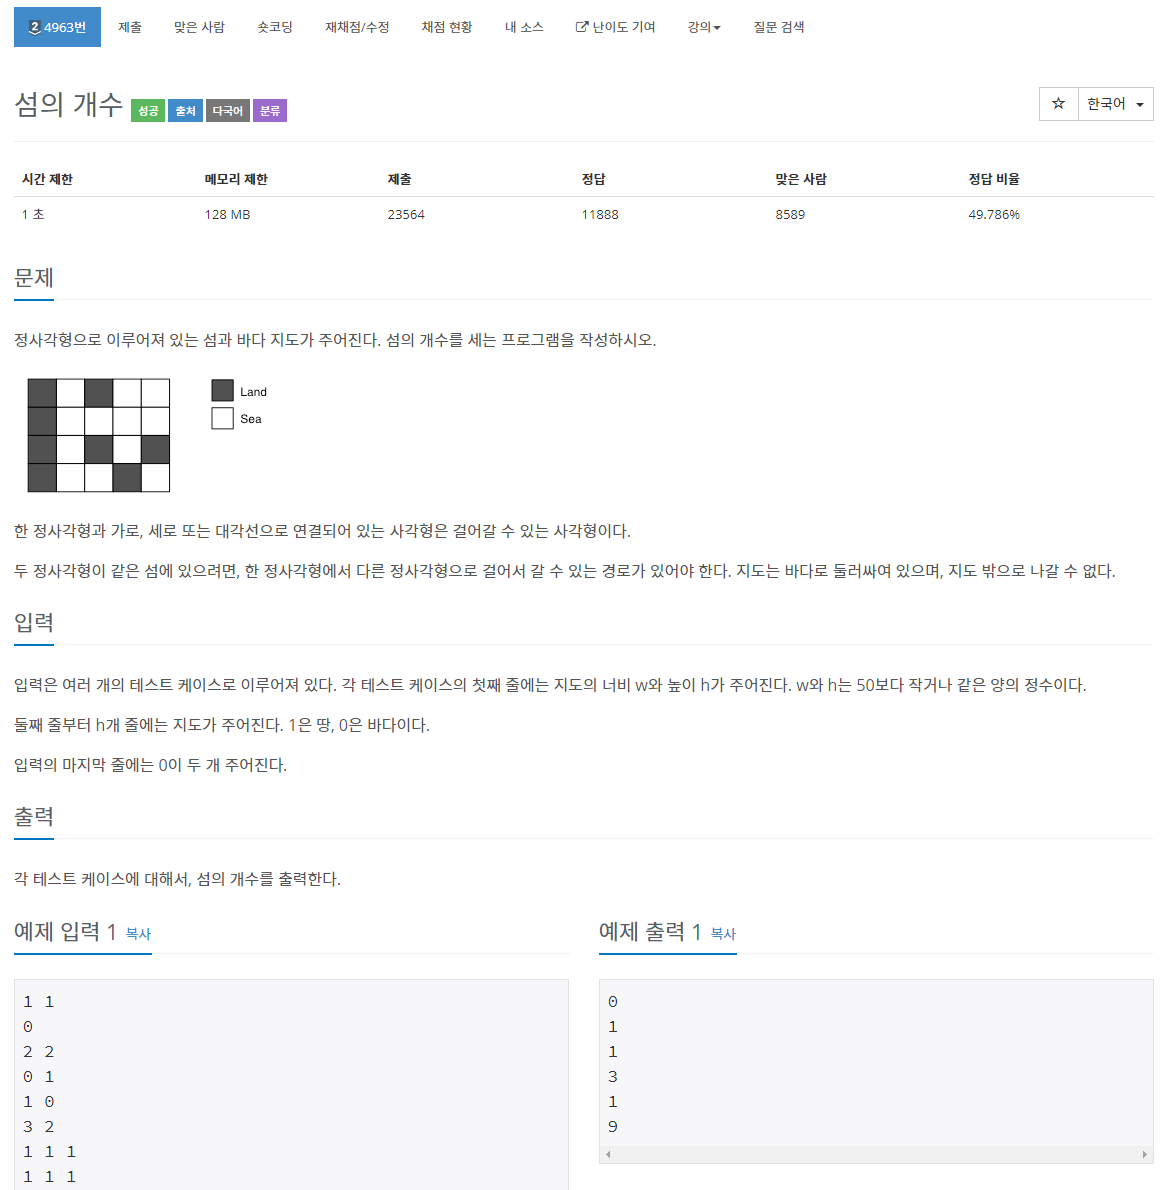 2 4963번 제출 맞은 사람 숏코딩 재채점/수정 채점 현황 내 소스 난이도 기여 강의 질문 검색
섬의 개수 성공 출처 다국어 분류 ☆ 한국어
시간 제한 메모리 제한 제출 정답 맞은 사람 정답 비율
1 초 128 MB 23564 11888 8589 49.786%
문제
정사각형으로 이루어져 있는 섬과 바다 지도가 주어진다. 섬의 개수를 세는 프로그램을 작성하시오.
Land
Sea
한 정사각형과 가로, 세로 또는 대각선으로 연결되어 있는 사각형은 걸어갈 수 있는 사각형이다.
두 정사각형이 같은 섬에 있으려면, 한 정사각형에서 다른 정사각형으로 걸어서 갈 수 있는 경로가 있어야 한다. 지도는 바다로 둘러싸여 있으며, 지도 밖으로 나갈 수 없다.
입력
입력은 여러 개의 테스트 케이스로 이루어져 있다. 각 테스트 케이스의 첫째 줄에는 지도의 너비 w와 높이 h가 주어진다. w와 h는 50보다 작거나 같은 양의 정수이다.
둘째 줄부터 h개 줄에는 지도가 주어진다. 1은 땅, 0은 바다이다.
입력의 마지막 줄에는 0이 두 개 주어진다.
출력
각 테스트 케이스에 대해서, 섬의 개수를 출력한다.
예제 입력 1 복사
1 1
0
2 2
0 1
1 0
3 2
1 1 1
1 1 1
예제 출력 1 복사
0
1
1
3
1
9